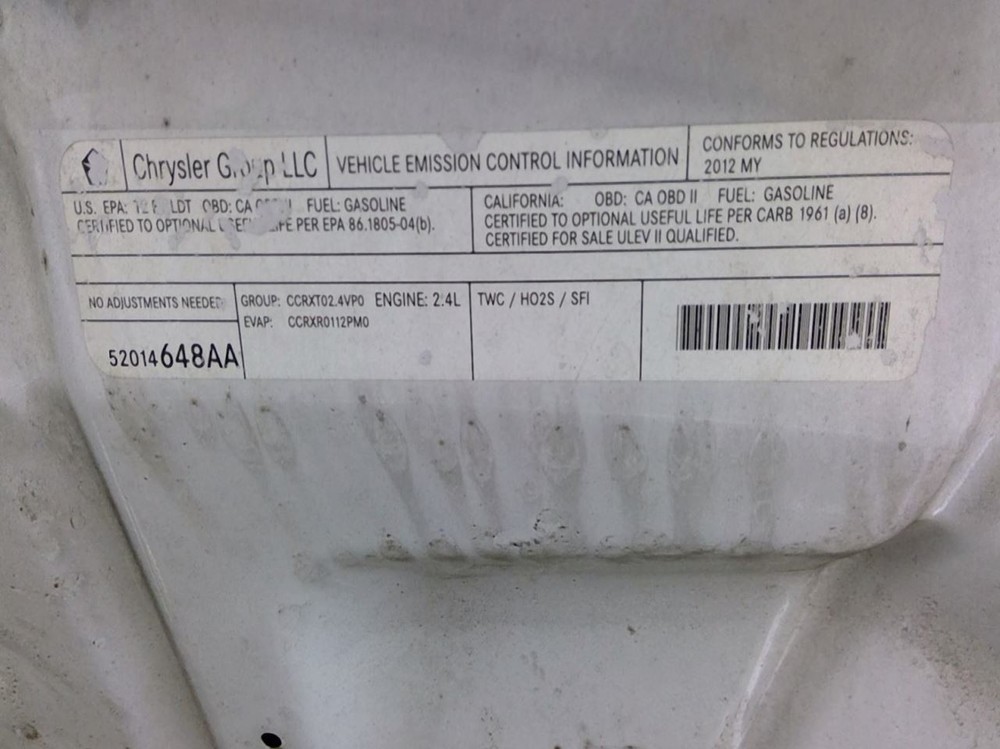 Chrysler LLC
VEHICLE EMISSION CONTROL INFORMATION
CONFORMS TO REGULATIONS:
2012 MY
U.S. EPA: LDT OBD: CA FUEL: GASOLINE
CERTIFIED TO OPTIONAL PER EPA 86.1805-04(b).
CALIFORNIA: OBD: CA OBD II FUEL: GASOLINE
CERTIFIED TO OPTIONAL USEFUL LIFE PER CARB 1961 (a) (8).
CERTIFIED FOR SALE ULEV II QUALIFIED.
NO ADJUSTMENTS NEEDED
52014648AA
GROUP: CCRXT02.4VP0 ENGINE: 2.4L
EVAP: CCRXR0112PM0
TWC / HO2S / SFI